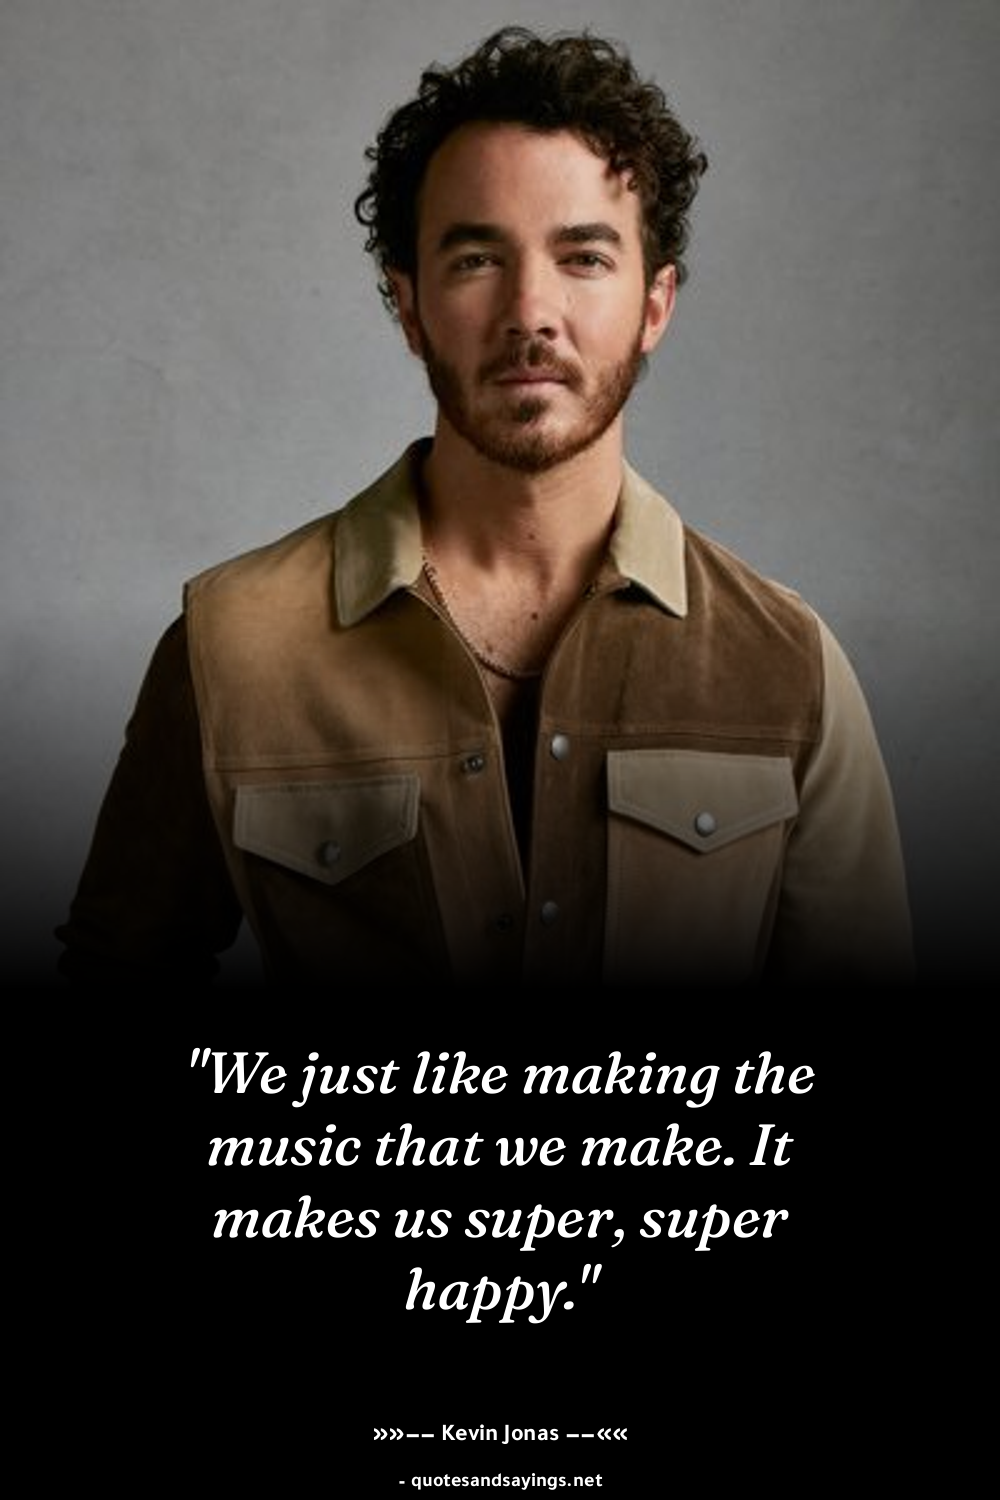 "We just like making the
music that we make. It
makes us super, super
happy."
»»–– Kevin Jonas ––««
- quotesandsayings.net